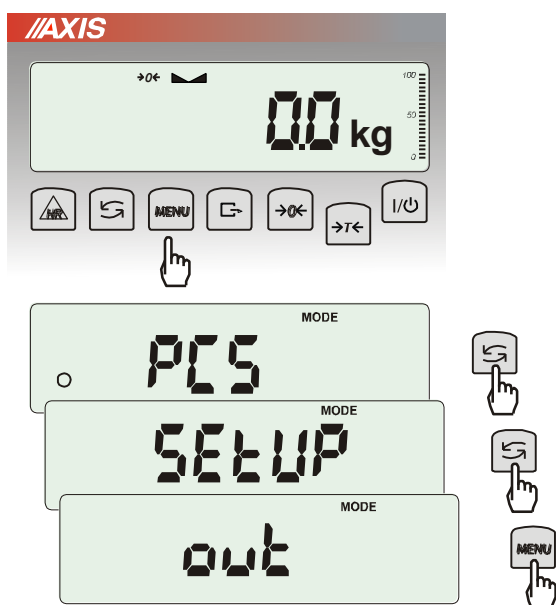 //AXIS
→0←
100
50
0
0.0 kg
HR MENU →0← →T← I/⏻
MODE
PCS
MODE
SEtUP
MODE
out
MENU